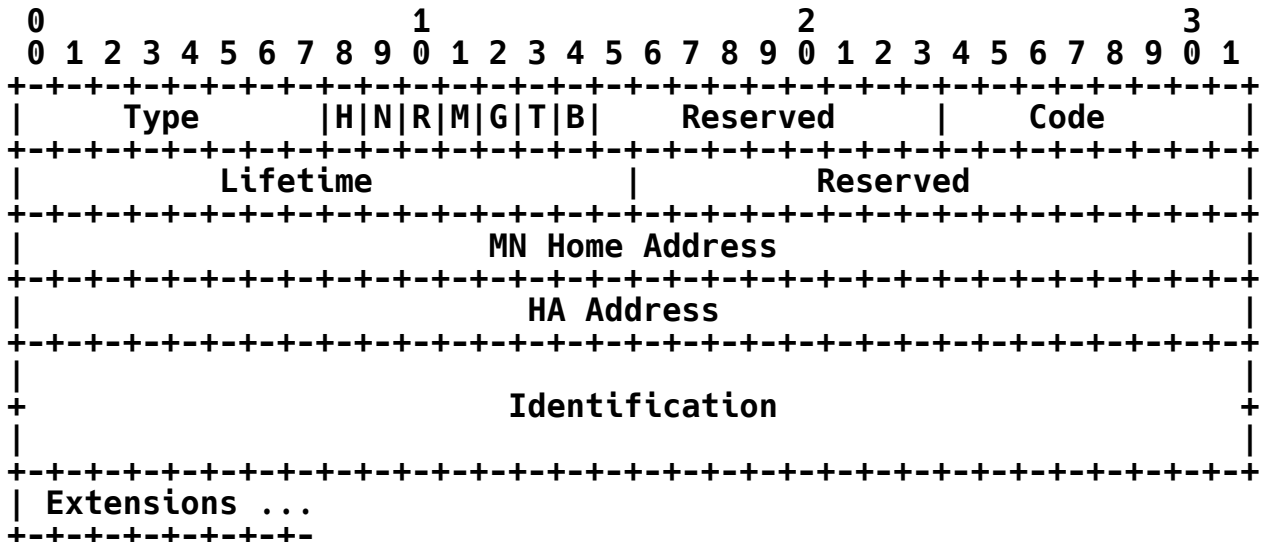 0                   1                   2                   3
 0 1 2 3 4 5 6 7 8 9 0 1 2 3 4 5 6 7 8 9 0 1 2 3 4 5 6 7 8 9 0 1
+-+-+-+-+-+-+-+-+-+-+-+-+-+-+-+-+-+-+-+-+-+-+-+-+-+-+-+-+-+-+-+-+
|     Type      |H|N|R|M|G|T|B|    Reserved     |    Code       |
+-+-+-+-+-+-+-+-+-+-+-+-+-+-+-+-+-+-+-+-+-+-+-+-+-+-+-+-+-+-+-+-+
|          Lifetime             |         Reserved              |
+-+-+-+-+-+-+-+-+-+-+-+-+-+-+-+-+-+-+-+-+-+-+-+-+-+-+-+-+-+-+-+-+
|                        MN Home Address                        |
+-+-+-+-+-+-+-+-+-+-+-+-+-+-+-+-+-+-+-+-+-+-+-+-+-+-+-+-+-+-+-+-+
|                          HA Address                           |
+-+-+-+-+-+-+-+-+-+-+-+-+-+-+-+-+-+-+-+-+-+-+-+-+-+-+-+-+-+-+-+-+
|                                                               |
+                         Identification                        +
|                                                               |
+-+-+-+-+-+-+-+-+-+-+-+-+-+-+-+-+-+-+-+-+-+-+-+-+-+-+-+-+-+-+-+-+
| Extensions ...
+-+-+-+-+-+-+-+-